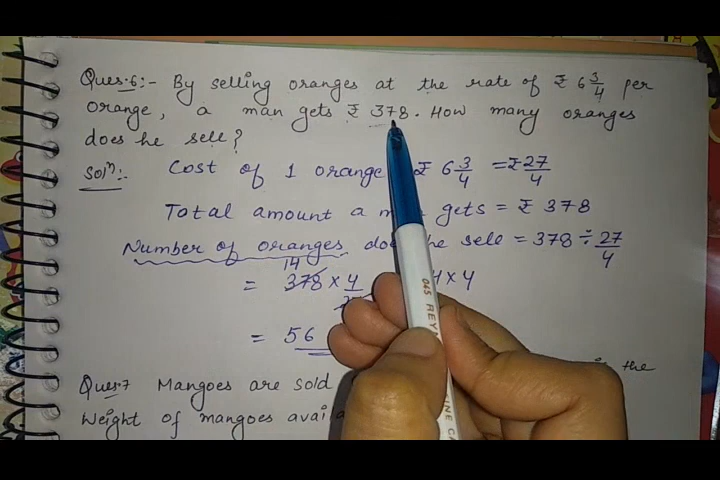 Ques.6:- By selling oranges at the rate of ₹ 6 3/4 per
orange, a man gets ₹ 378. How many oranges
does he sell?
Solⁿ:- Cost of 1 orange ₹ 6 3/4 = ₹ 27/4
Total amount a gets = ₹ 378
Number of oranges does he sell = 378 ÷ 27/4
14
= 378 × 4 × 4
= 56
Ques.7 Mangoes are sold the
Weight of mangoes
045 REYN